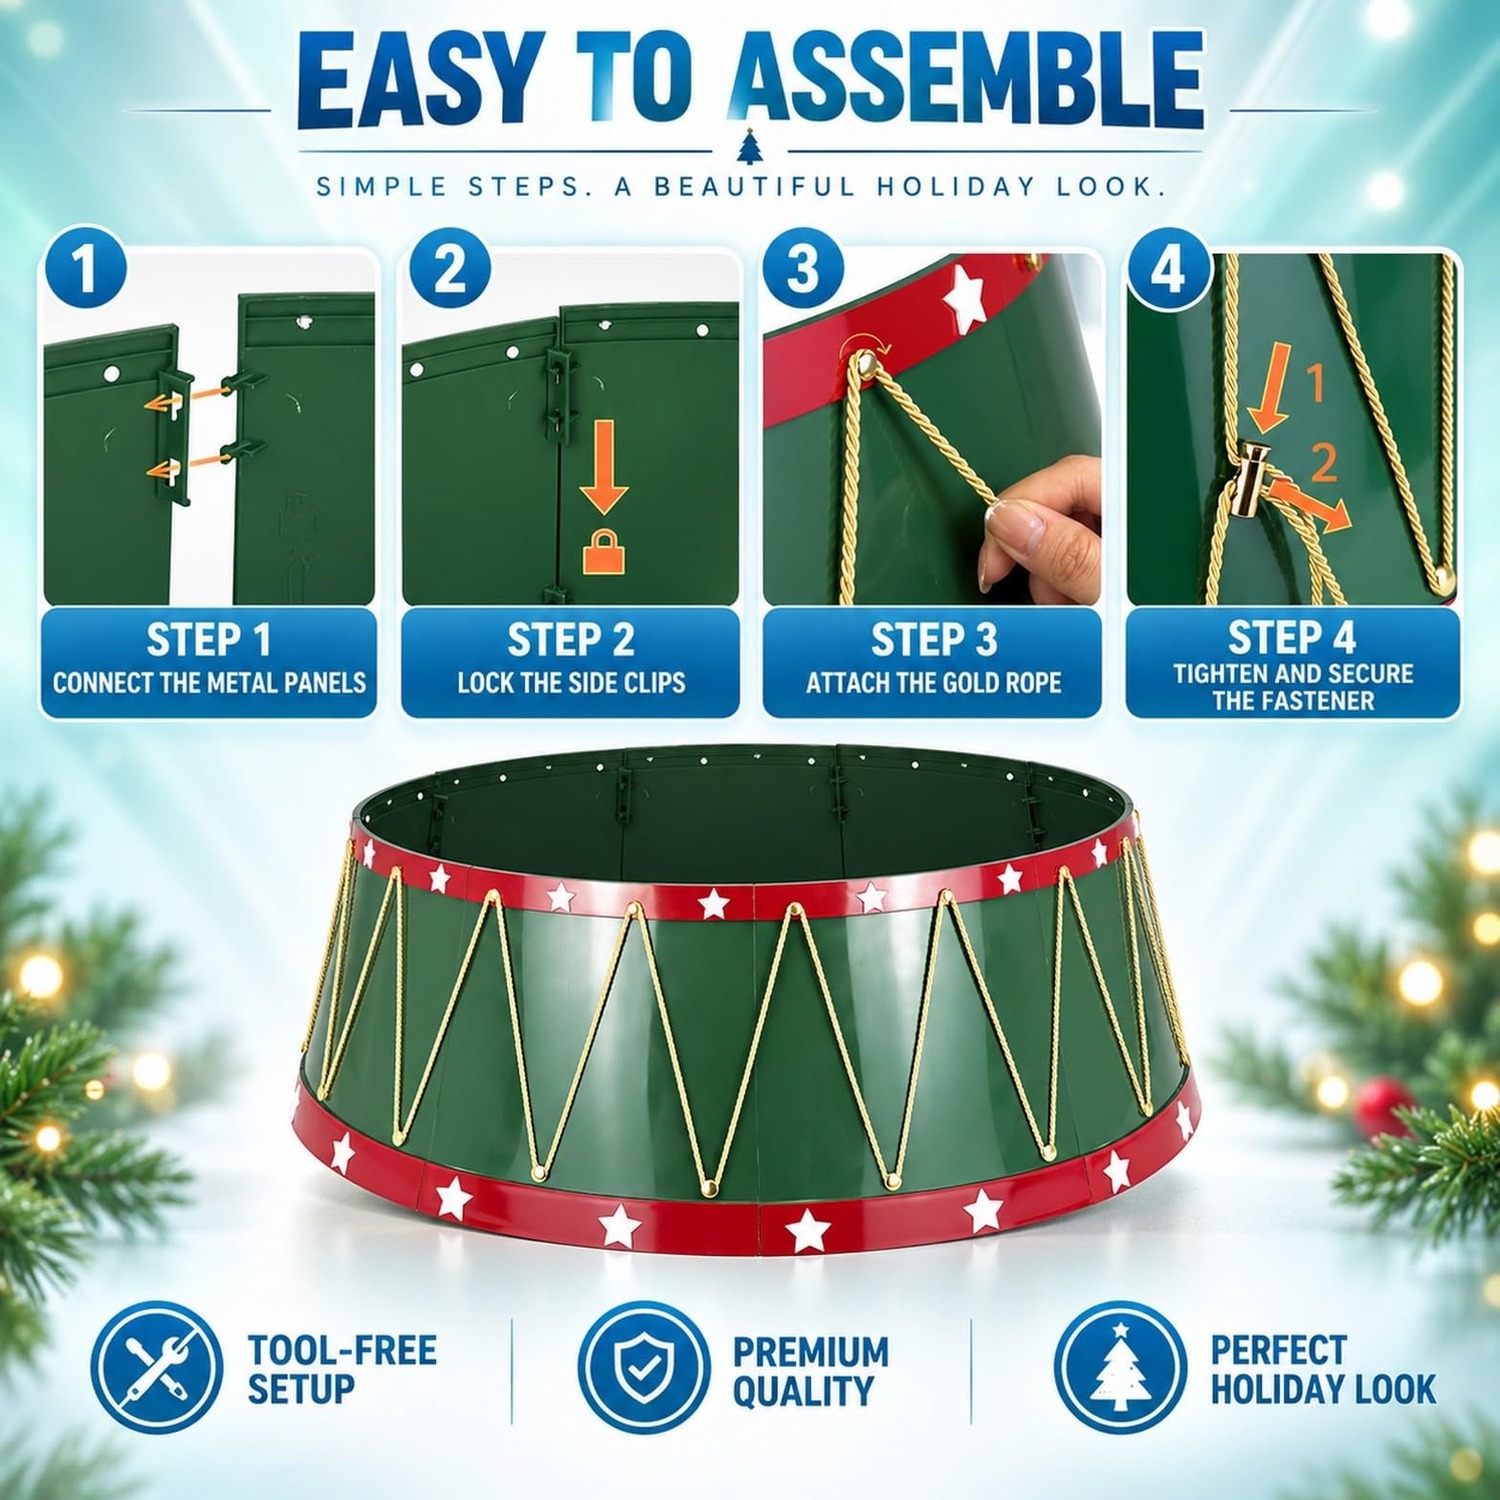 EASY TO ASSEMBLE
SIMPLE STEPS. A BEAUTIFUL HOLIDAY LOOK.
1
2
3
4
1
2
STEP 1
CONNECT THE METAL PANELS
STEP 2
LOCK THE SIDE CLIPS
STEP 3
ATTACH THE GOLD ROPE
STEP 4
TIGHTEN AND SECURE
THE FASTENER
TOOL-FREE
SETUP
PREMIUM
QUALITY
PERFECT
HOLIDAY LOOK